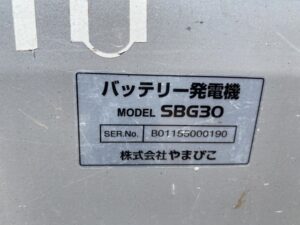 10
バッテリー発電機
MODEL SBG30
SER.No. B01155000190
株式会社 やまびこ